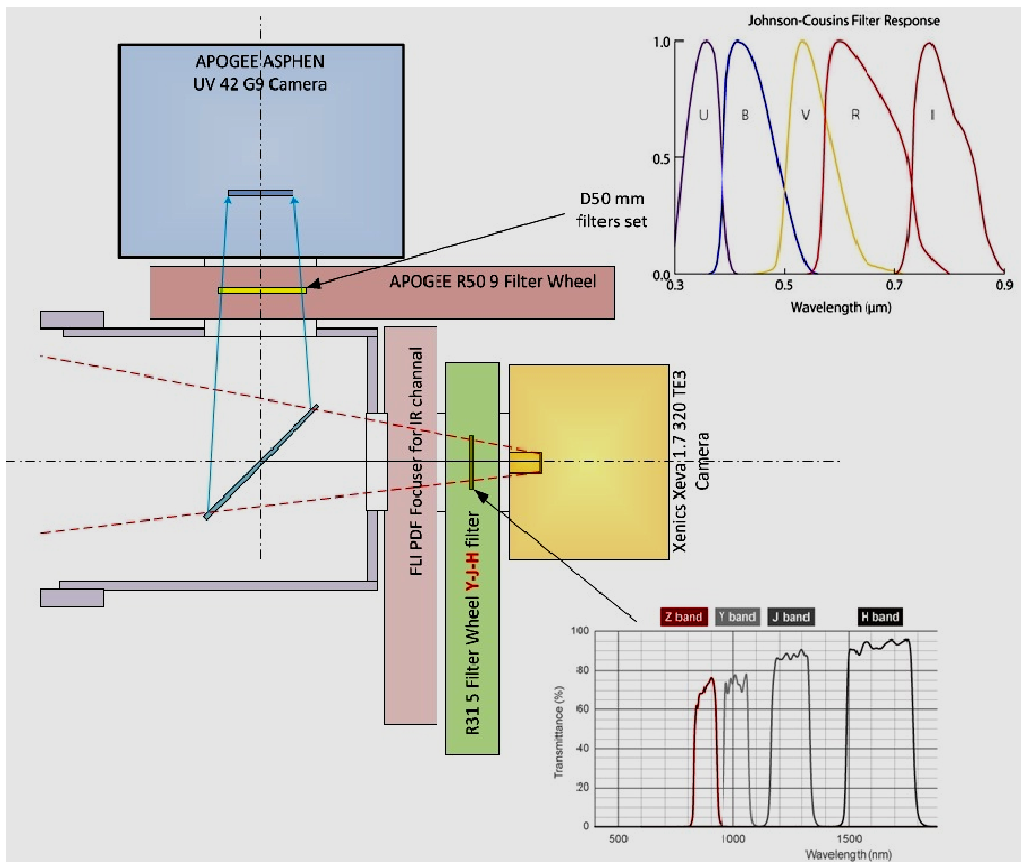 APOGEE ASPHEN
UV 42 G9 Camera
D50 mm
filters set
APOGEE R50 9 Filter Wheel
FLI PDF Focuser for IR channel
R31 5 Filter Wheel Y-J-H filter
Xenics Xeva 1.7 320 TE3
Camera
Johnson-Cousins Filter Response
1.0
0.5
0.0
U
B
V
R
I
0.3
0.5
0.7
0.9
Wavelength (μm)
Z band
Y band
J band
H band
Transmittance (%)
100
80
60
40
20
0
500
1000
1500
Wavelength (nm)